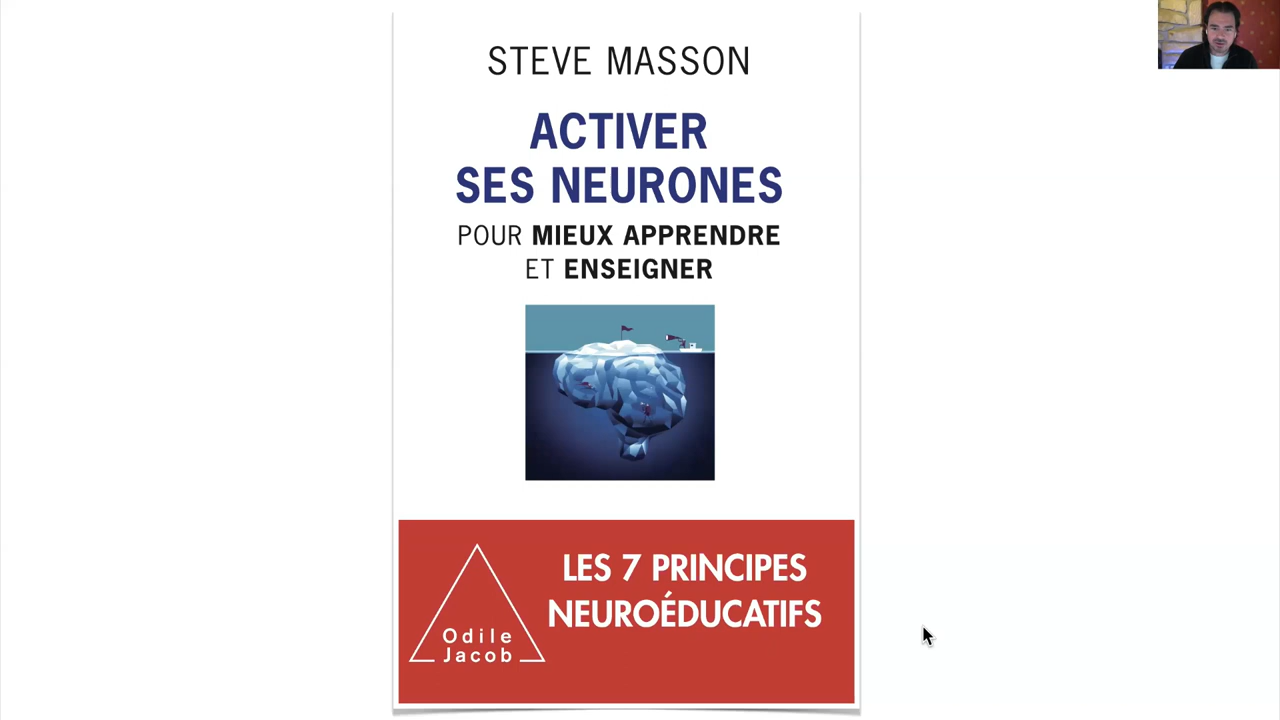 STEVE MASSON
ACTIVER
SES NEURONES
POUR MIEUX APPRENDRE
ET ENSEIGNER
LES 7 PRINCIPES
NEUROÉDUCATIFS
Odile
Jacob